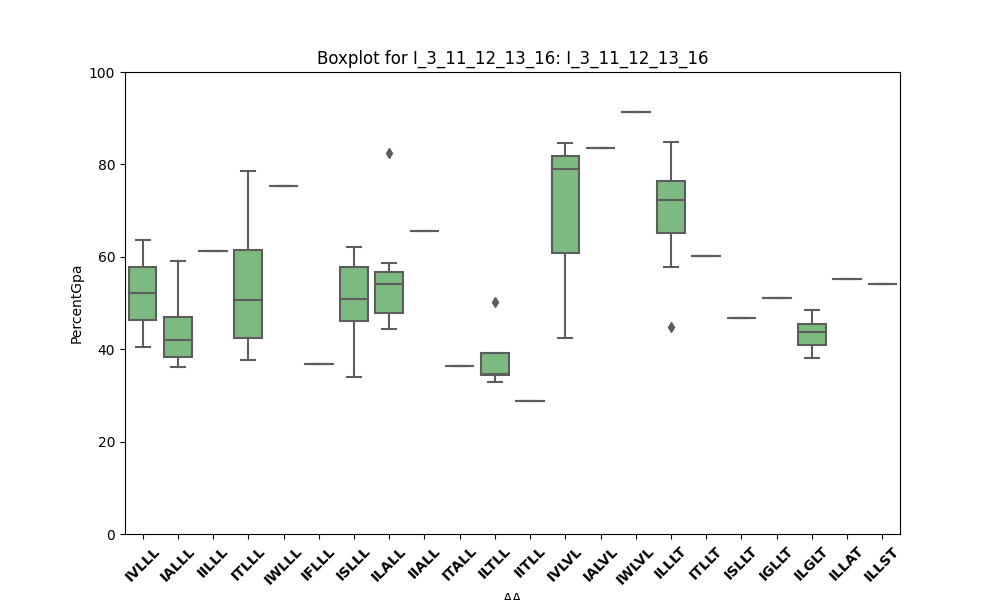 Boxplot for I_3_11_12_13_16: I_3_11_12_13_16
100
80
60
40
20
0
PercentGpa
IVLLL IALLL IILLL ITLLL IWLLL IFLLL ISLLL ILALL IIALL ITALL ILTLL IITLL IVLVL IALVL IWLVL ILLLT ITLLT ISLLT IGLLT ILGLT ILLAT ILLST
AA